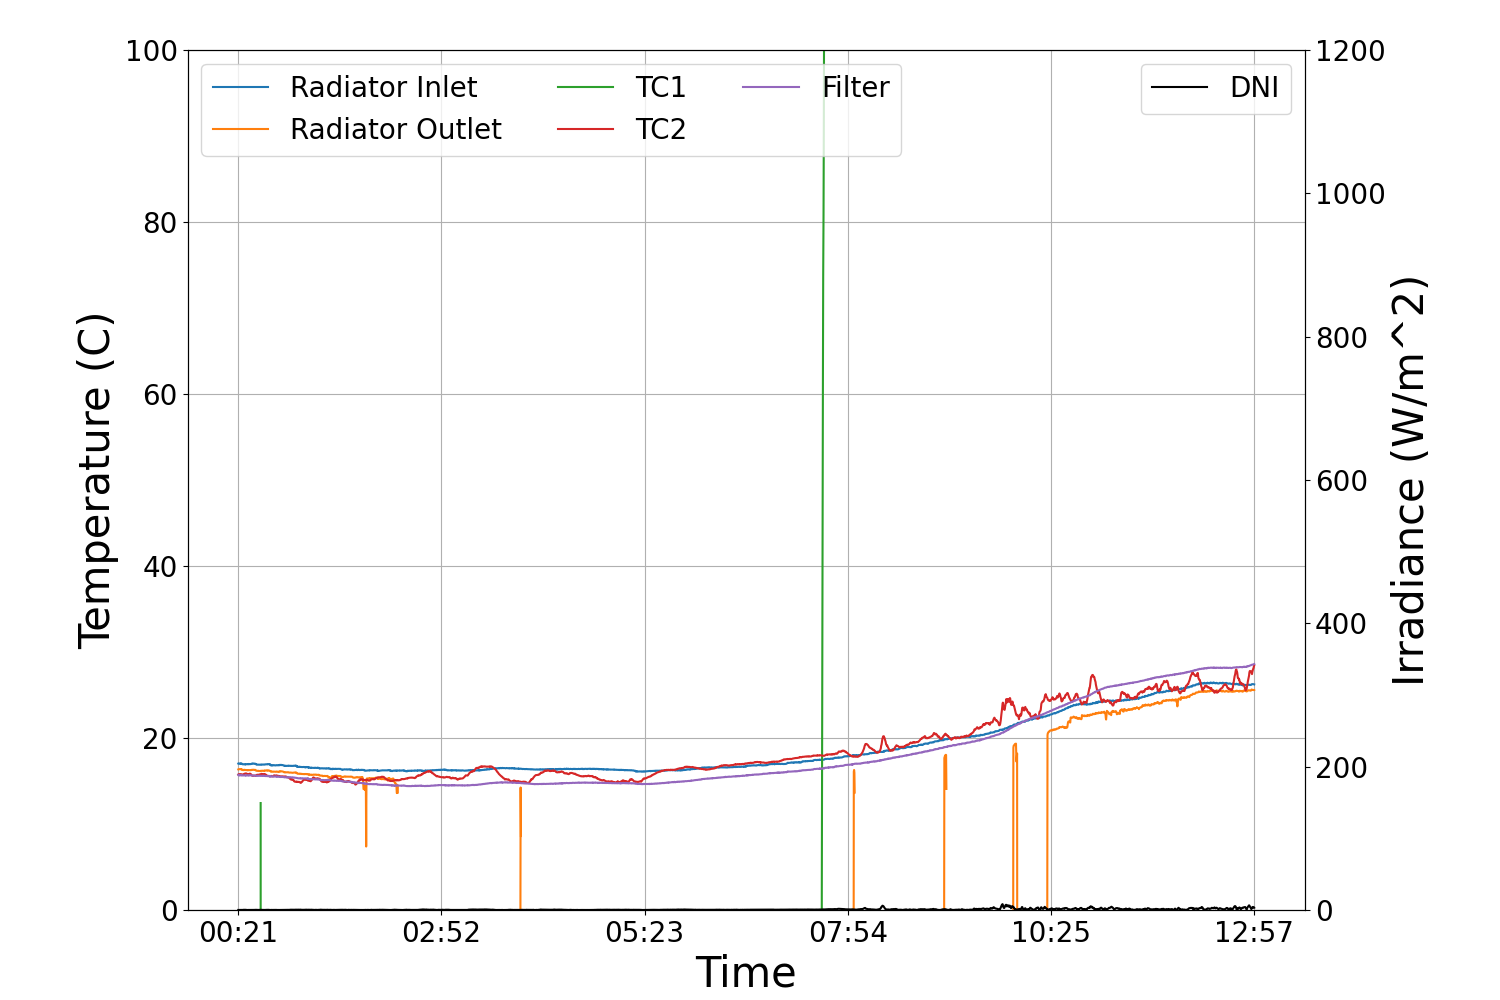 100
80
60
40
20
0
Temperature (C)
Radiator Inlet
Radiator Outlet
TC1
TC2
Filter
DNI
1200
1000
800
600
400
200
0
Irradiance (W/m^2)
00:21 02:52 05:23 07:54 10:25 12:57
Time